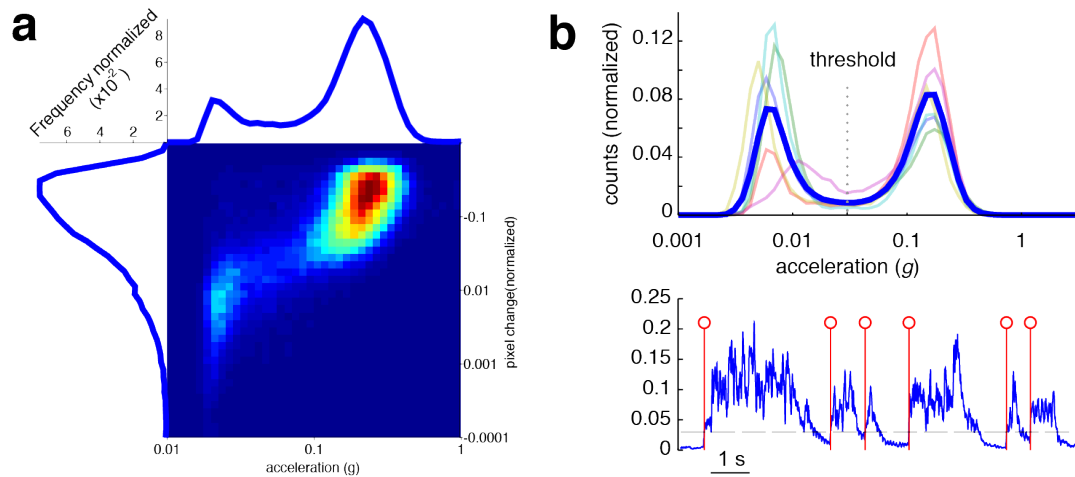 a
Frequency normalized
(x10⁻²)
8
6
4
2
6 4 2
-0.1
0.01
0.001
-0.0001
pixel change(normalized)
0.01 0.1 1
acceleration (g)
b
threshold
0.12
0.08
0.04
0
counts (normalized)
0.001 0.01 0.1 1
acceleration (g)
0.25
0.2
0.15
0.1
0.05
0
1 s